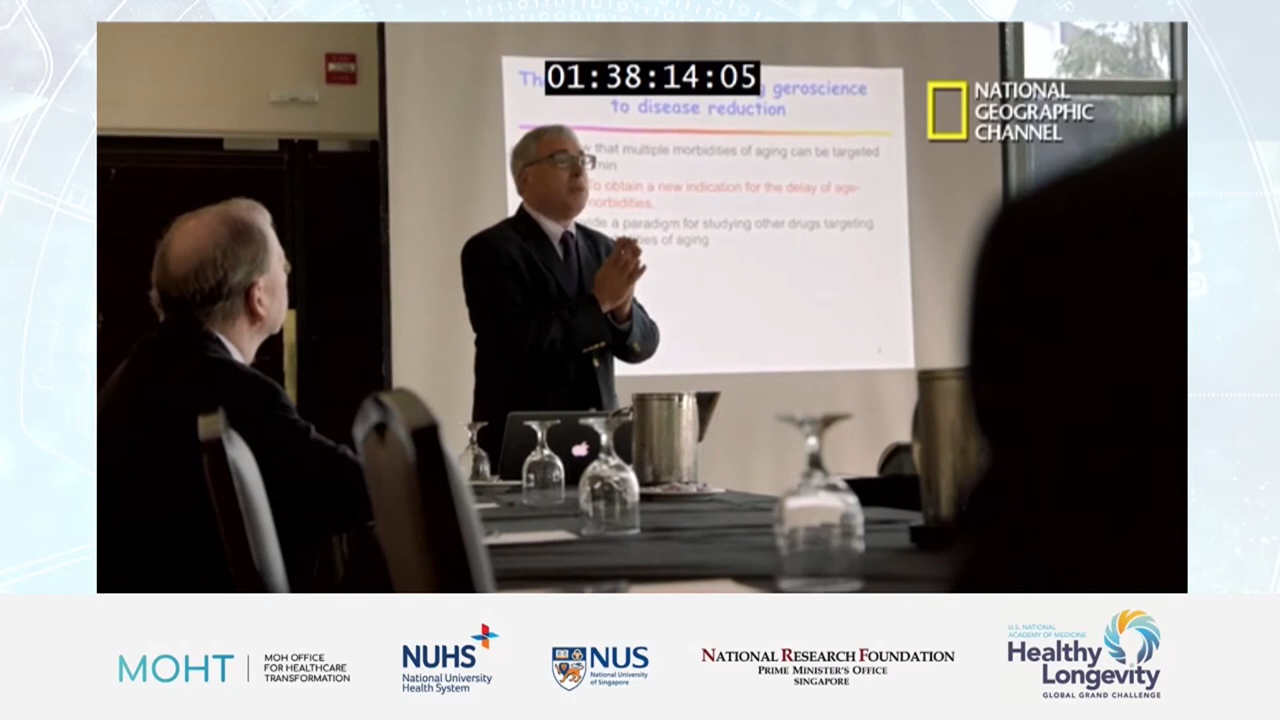 01:38:14:05
NATIONAL
GEOGRAPHIC
CHANNEL
Th geroscience
to disease reduction
that multiple morbidities of aging can be targeted
To obtain a new indication for the delay of age-
morbidities.
a paradigm for studying other drugs targeting
of aging
MOHT
MOH OFFICE
FOR HEALTHCARE
TRANSFORMATION
NUHS
National University
Health System
NUS
National University
of Singapore
NATIONAL RESEARCH FOUNDATION
PRIME MINISTER'S OFFICE
SINGAPORE
U.S. NATIONAL
ACADEMY OF MEDICINE
Healthy
Longevity
GLOBAL GRAND CHALLENGE